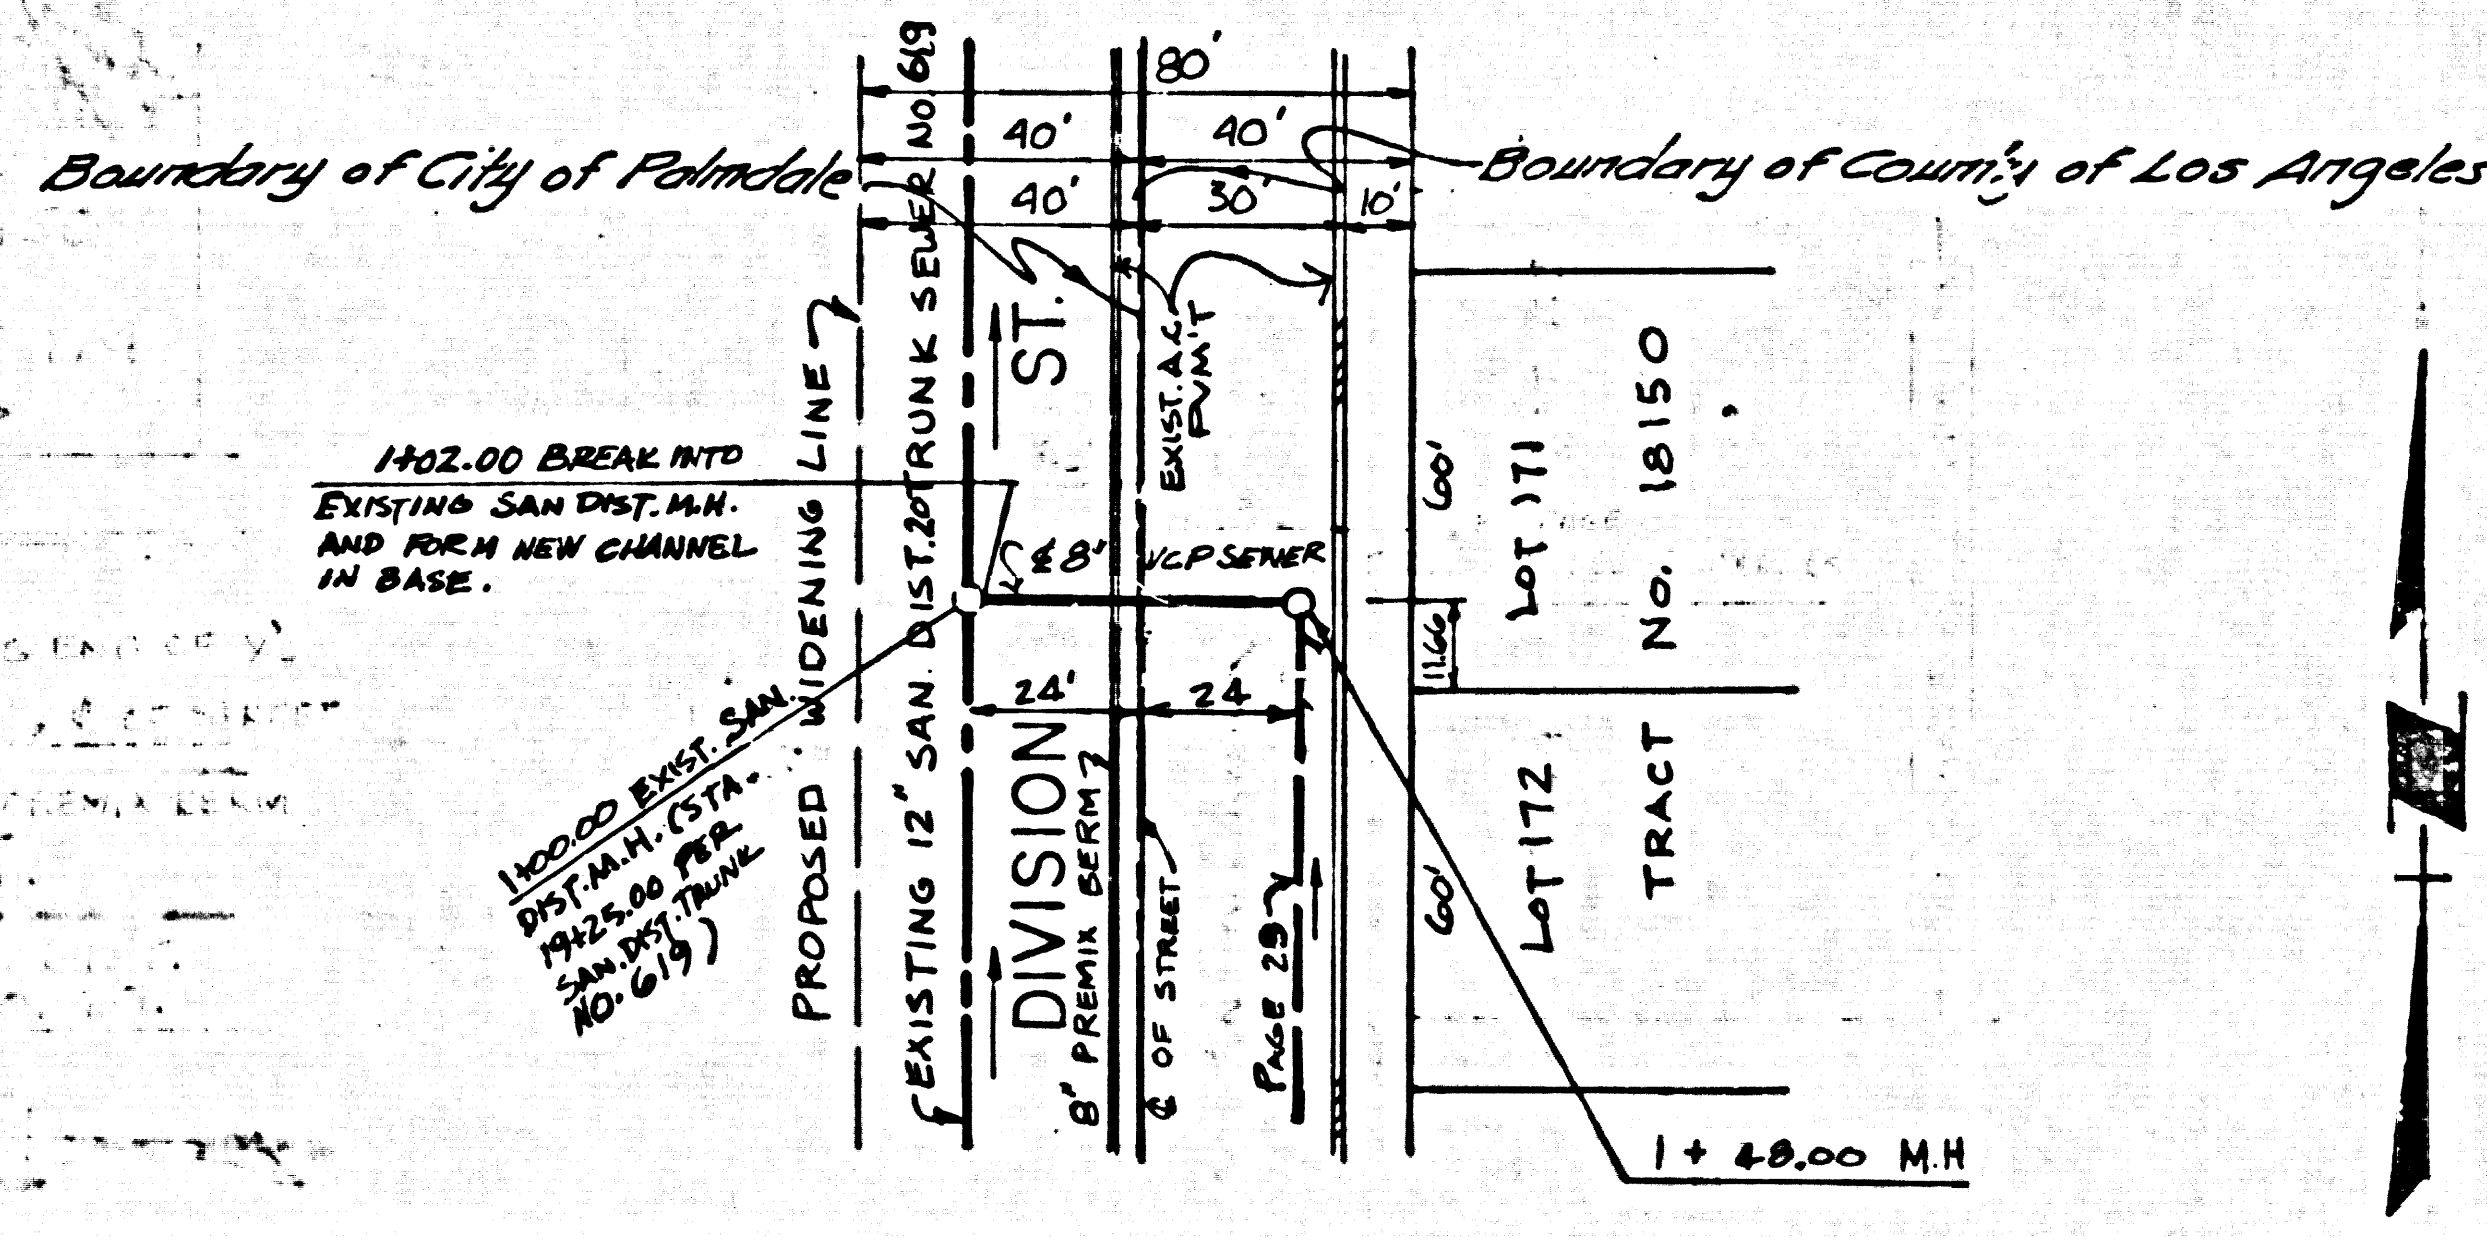 80'
40' 40'
40' 30' 10'
Boundary of City of Palmdale
Boundary of County of Los Angeles
1+02.00 BREAK INTO
EXISTING SAN DIST. M.H.
AND FORM NEW CHANNEL
IN BASE.
PROPOSED WIDENING LINE
EXISTING 12" SAN. DIST. 20 TRUNK SEWER NO. 619
DIVISION ST.
8" PREMIX BERM
℄ OF STREET
EXIST. A.C.
PVM'T
℄ 8" VCP SEWER
24' 24
PAGE 29
1+00.00 EXIST. SAN.
DIST. M.H. (STA.
19+25.00 PER
SAN. DIST. TRUNK
NO. 619)
60'
11.66
60'
LOT 171
LOT 172
TRACT No. 18150
1 + 48.00 M.H
N